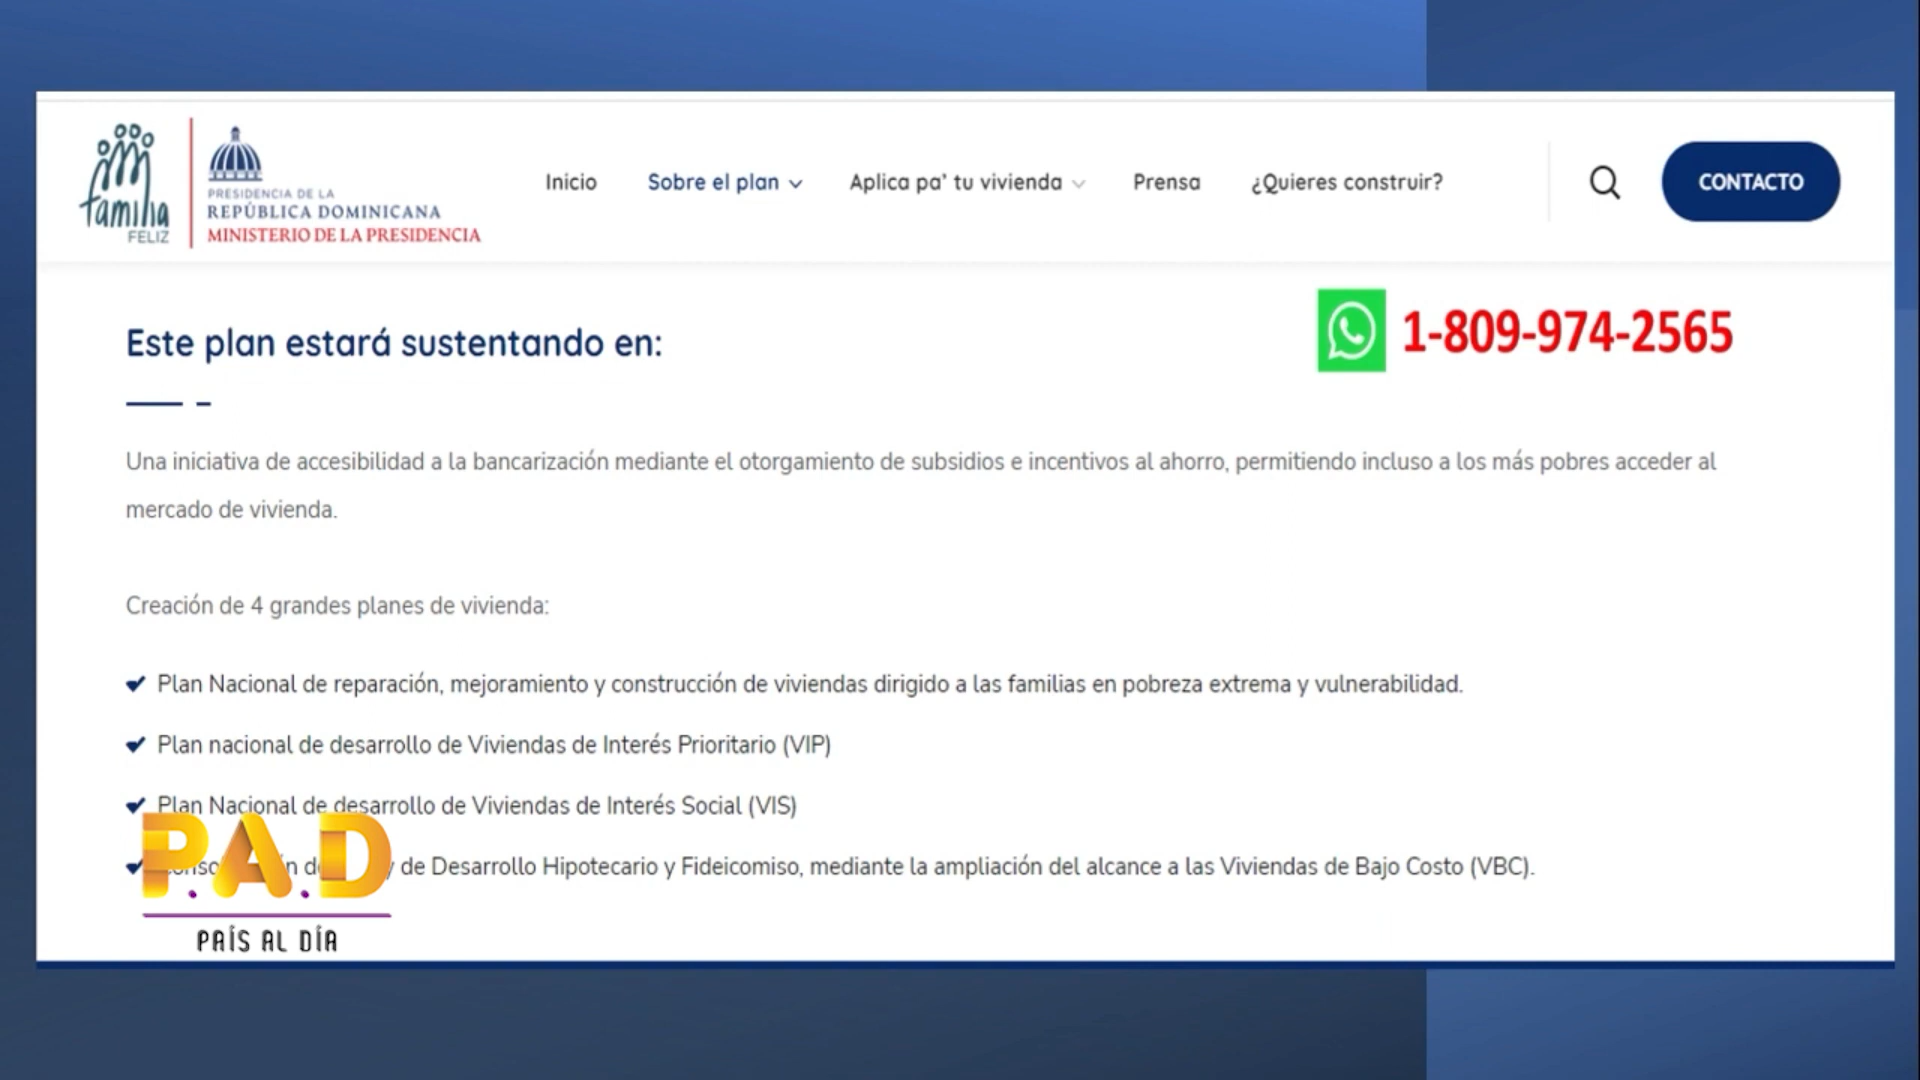 familia
FELIZ
PRESIDENCIA DE LA
REPÚBLICA DOMINICANA
MINISTERIO DE LA PRESIDENCIA
Inicio
Sobre el plan
Aplica pa' tu vivienda
Prensa
¿Quieres construir?
CONTACTO
1-809-974-2565
Este plan estará sustentando en:
Una iniciativa de accesibilidad a la bancarización mediante el otorgamiento de subsidios e incentivos al ahorro, permitiendo incluso a los más pobres acceder al
mercado de vivienda.
Creación de 4 grandes planes de vivienda:
Plan Nacional de reparación, mejoramiento y construcción de viviendas dirigido a las familias en pobreza extrema y vulnerabilidad.
Plan nacional de desarrollo de Viviendas de Interés Prioritario (VIP)
Plan Nacional de desarrollo de Viviendas de Interés Social (VIS)
de Desarrollo Hipotecario y Fideicomiso, mediante la ampliación del alcance a las Viviendas de Bajo Costo (VBC).
P.A.D
PAÍS AL DÍA